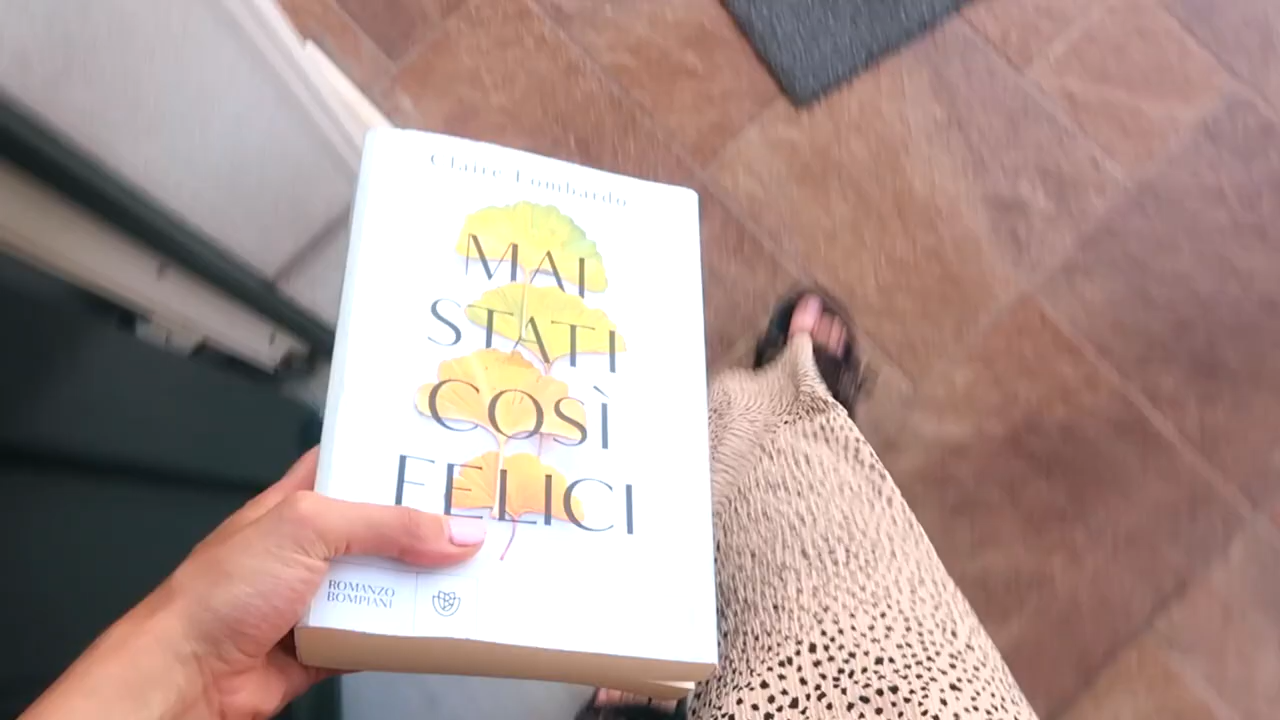 Claire Lombardo
MAI
STATI
COSÌ
FELICI
ROMANZO
BOMPIANI